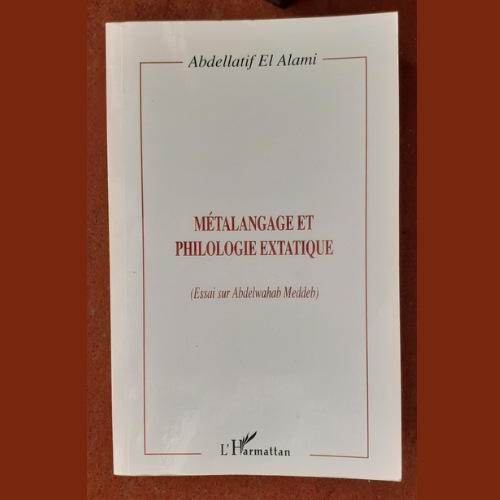 Abdellatif El Alami
MÉTALANGAGE ET
PHILOLOGIE EXTATIQUE
(Essai sur Abdelwahab Meddeb)
L'Harmattan